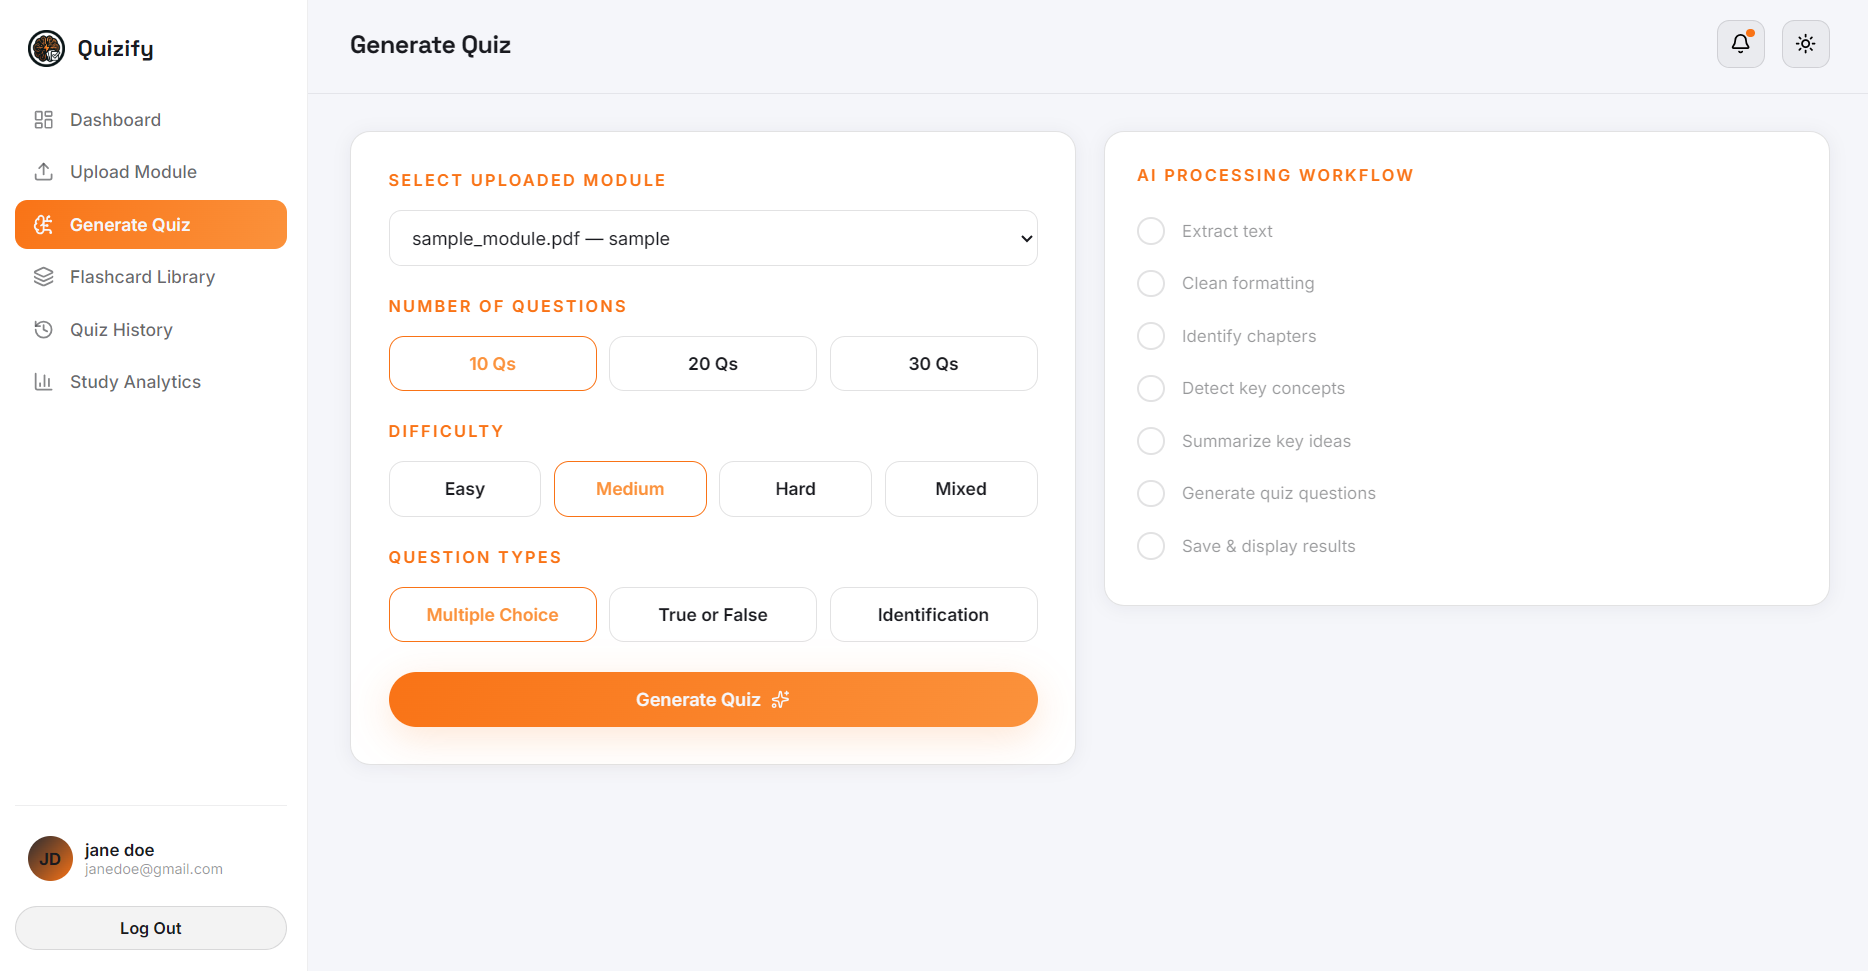 Quizify
Dashboard
Upload Module
Generate Quiz
Flashcard Library
Quiz History
Study Analytics
JD
jane doe
janedoe@gmail.com
Log Out
Generate Quiz
SELECT UPLOADED MODULE
sample_module.pdf — sample
NUMBER OF QUESTIONS
10 Qs
20 Qs
30 Qs
DIFFICULTY
Easy
Medium
Hard
Mixed
QUESTION TYPES
Multiple Choice
True or False
Identification
Generate Quiz
AI PROCESSING WORKFLOW
Extract text
Clean formatting
Identify chapters
Detect key concepts
Summarize key ideas
Generate quiz questions
Save & display results